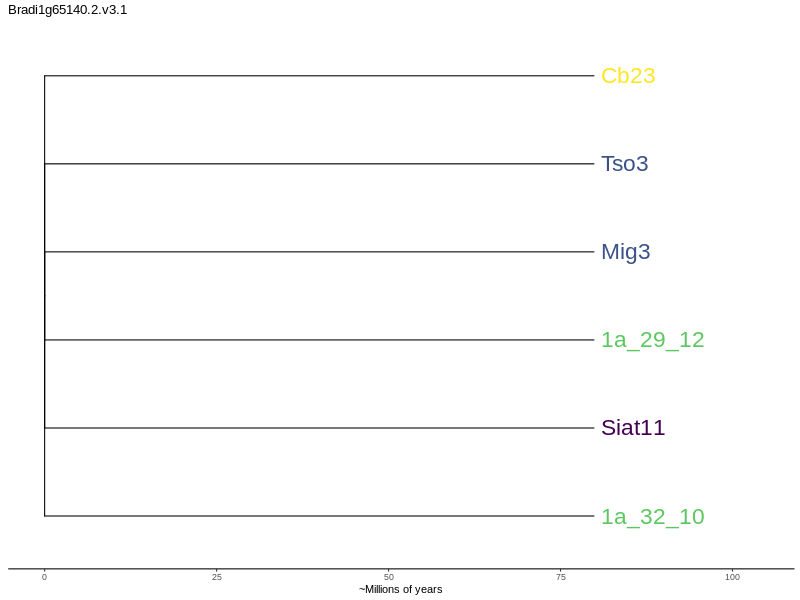 Bradi1g65140.2.v3.1
Cb23
Tso3
Mig3
1a_29_12
Siat11
1a_32_10
0 25 50 75 100
~Millions of years